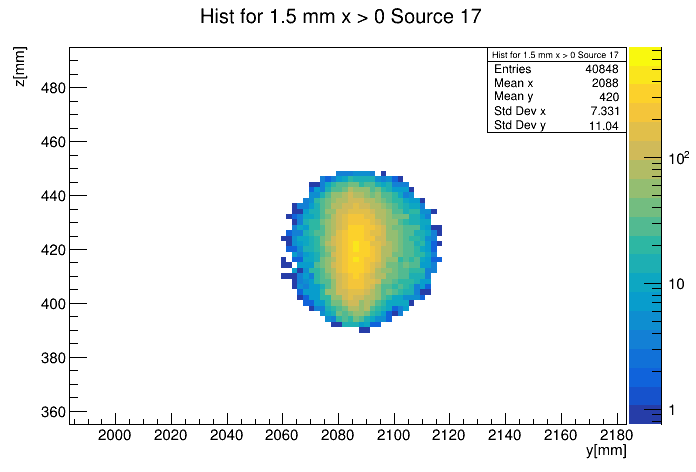 Hist for 1.5 mm x > 0 Source 17
z[mm]
Hist for 1.5 mm x > 0 Source 17
Entries 40848
Mean x 2088
Mean y 420
Std Dev x 7.331
Std Dev y 11.04
480
460
440
420
400
380
360
10²
10
1
2000 2020 2040 2060 2080 2100 2120 2140 2160 2180
y[mm]